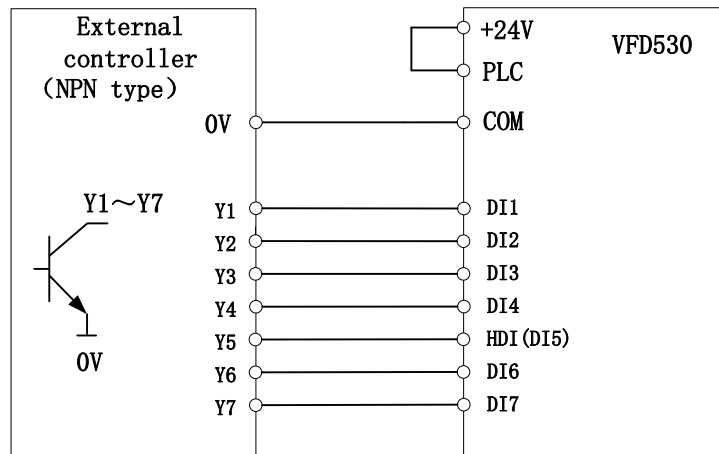 External
controller
(NPN type)
0V
Y1～Y7
0V
Y1
Y2
Y3
Y4
Y5
Y6
Y7
+24V
PLC
COM
VFD530
DI1
DI2
DI3
DI4
HDI(DI5)
DI6
DI7